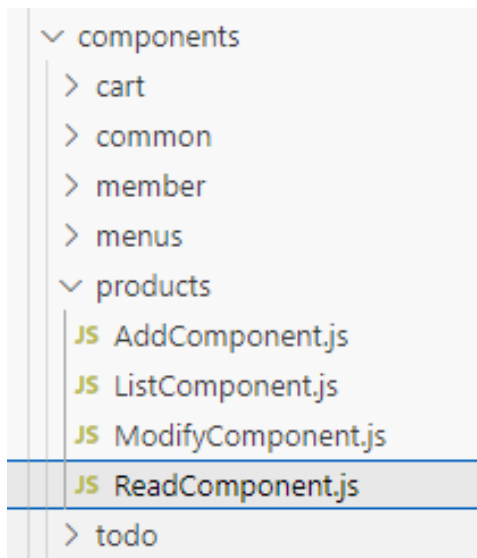 components
cart
common
member
menus
products
JS AddComponent.js
JS ListComponent.js
JS ModifyComponent.js
JS ReadComponent.js
todo